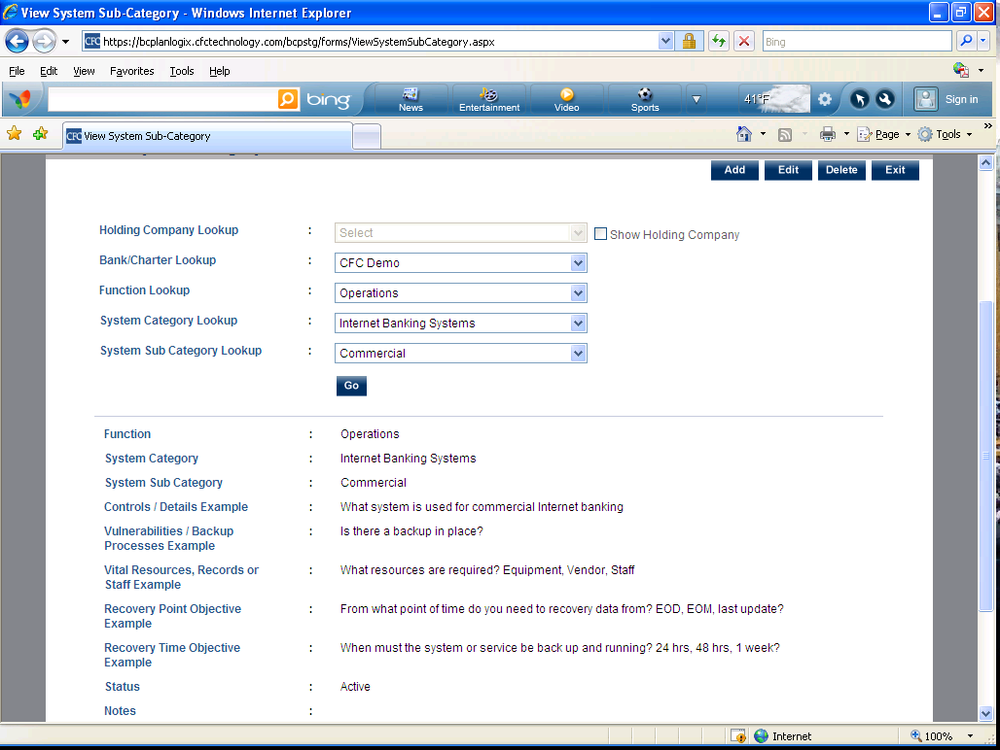 View System Sub-Category - Windows Internet Explorer
CFC https://bcplanlogix.cfctechnology.com/bcpstg/forms/ViewSystemSubCategory.aspx Bing
File Edit View Favorites Tools Help
bing News Entertainment Video Sports 41°F Sign in
CFC View System Sub-Category Page Tools »
Add Edit Delete Exit
Holding Company Lookup : Select Show Holding Company
Bank/Charter Lookup : CFC Demo
Function Lookup : Operations
System Category Lookup : Internet Banking Systems
System Sub Category Lookup : Commercial
Go
Function : Operations
System Category : Internet Banking Systems
System Sub Category : Commercial
Controls / Details Example : What system is used for commercial Internet banking
Vulnerabilities / Backup : Is there a backup in place?
Processes Example
Vital Resources, Records or : What resources are required? Equipment, Vendor, Staff
Staff Example
Recovery Point Objective : From what point of time do you need to recovery data from? EOD, EOM, last update?
Example
Recovery Time Objective : When must the system or service be back up and running? 24 hrs, 48 hrs, 1 week?
Example
Status : Active
Notes :
Internet 100%